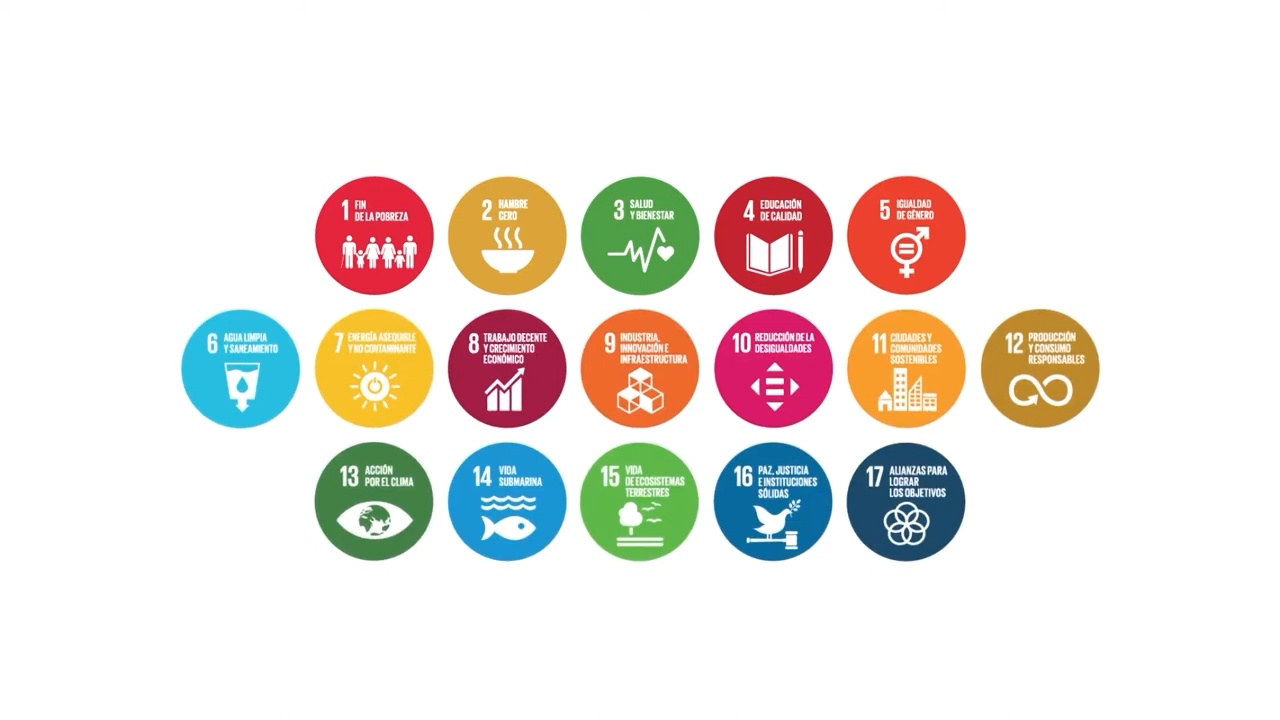 1 FIN
DE LA POBREZA
2 HAMBRE
CERO
3 SALUD
Y BIENESTAR
4 EDUCACIÓN
DE CALIDAD
5 IGUALDAD
DE GÉNERO
6 AGUA LIMPIA
Y SANEAMIENTO
7 ENERGÍA ASEQUIBLE
Y NO CONTAMINANTE
8 TRABAJO DECENTE
Y CRECIMIENTO
ECONÓMICO
9 INDUSTRIA,
INNOVACIÓN E
INFRAESTRUCTURA
10 REDUCCIÓN DE LA
DESIGUALDADES
11 CIUDADES Y
COMUNIDADES
SOSTENIBLES
12 PRODUCCIÓN
Y CONSUMO
RESPONSABLES
13 ACCIÓN
POR EL CLIMA
14 VIDA
SUBMARINA
15 VIDA
DE ECOSISTEMAS
TERRESTRES
16 PAZ, JUSTICIA
E INSTITUCIONES
SÓLIDAS
17 ALIANZAS PARA
LOGRAR
LOS OBJETIVOS